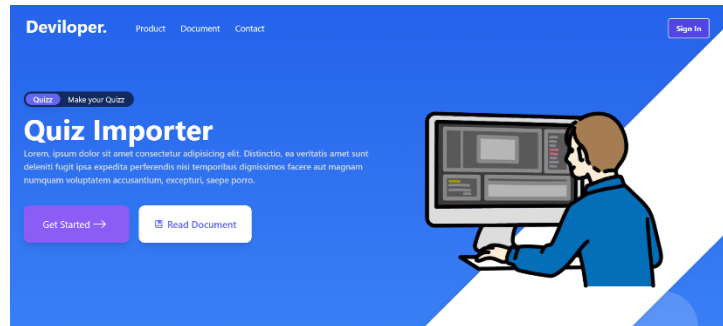 Deviloper.
Product
Document
Contact
Sign In
Quizz
Make your Quizz
Quiz Importer
Lorem, ipsum dolor sit amet consectetur adipisicing elit. Distinctio, ea veritatis amet sunt
deleniti fugit ipsa expedita perferendis nisi temporibus dignissimos facere aut magnam
numquam voluptatem accusantium, excepturi, saepe porro.
Get Started
Read Document